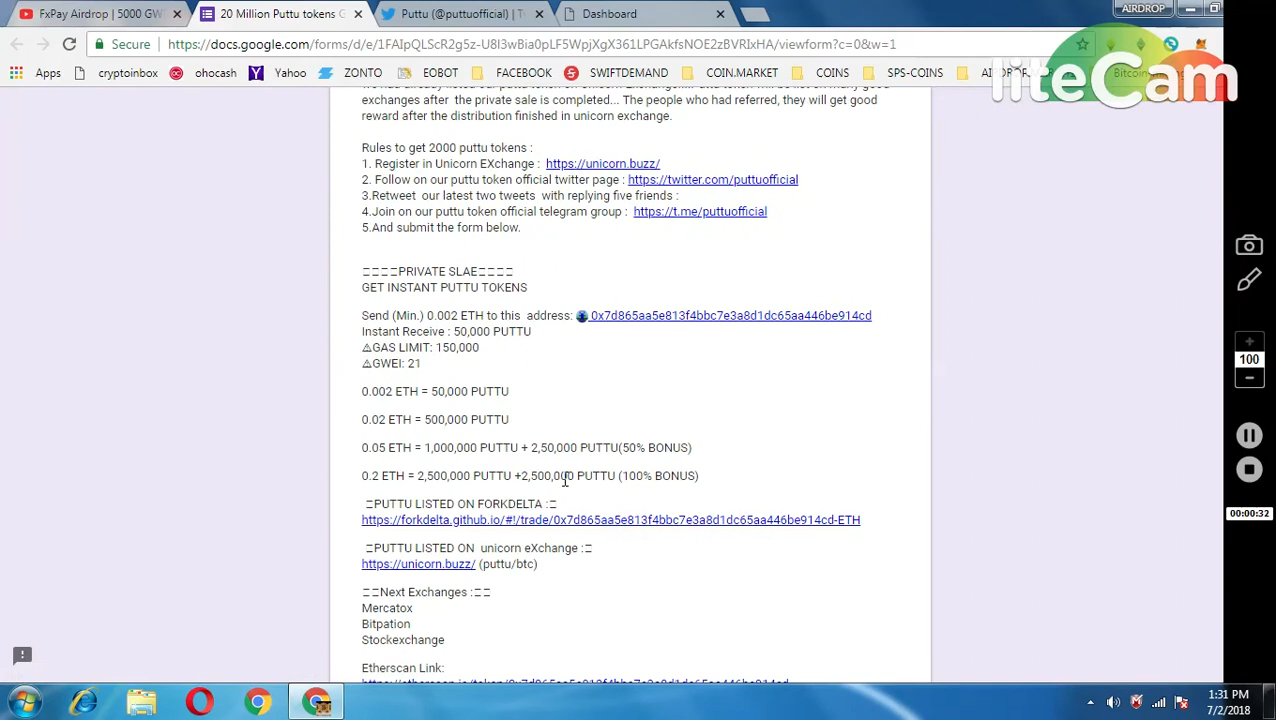 FxPay Airdrop | 5000 GW
20 Million Puttu tokens G
Puttu (@puttuofficial) | T
Dashboard
AIRDROP
Secure
https://docs.google.com/forms/d/e/1FAIpQLScR2g5z-U8I3wBia0pLF5WpjXgX361LPGAkfsNOE2zBVRIxHA/viewform?c=0&w=1
Apps
cryptoinbox
ohocash
Yahoo
ZONE
EOBOT
FACEBOOK
SWIFTDEMAND
COIN.MARKET
COINS
SPS-COINS
liteCam
exchanges after the private sale is completed... The people who had referred, they will get good
reward after the distribution finished in unicorn exchange.
Rules to get 2000 puttu tokens :
1. Register in Unicorn EXchange : https://unicorn.buzz/
2. Follow on our puttu token official twitter page : https://twitter.com/puttuofficial
3.Retweet our latest two tweets with replying five friends :
4.Join on our puttu token official telegram group : https://t.me/puttuofficial
5.And submit the form below.
PRIVATE SLAE
GET INSTANT PUTTU TOKENS
Send (Min.) 0.002 ETH to this address: 0x7d865aa5e813f4bbc7e3a8d1dc65aa446be914cd
Instant Receive : 50,000 PUTTU
⚠GAS LIMIT: 150,000
⚠GWEI: 21
0.002 ETH = 50,000 PUTTU
0.02 ETH = 500,000 PUTTU
0.05 ETH = 1,000,000 PUTTU + 2,50,000 PUTTU(50% BONUS)
0.2 ETH = 2,500,000 PUTTU +2,500,000 PUTTU (100% BONUS)
PUTTU LISTED ON FORKDELTA :
https://forkdelta.github.io/#!/trade/0x7d865aa5e813f4bbc7e3a8d1dc65aa446be914cd-ETH
PUTTU LISTED ON unicorn eXchange :
https://unicorn.buzz/ (puttu/btc)
Next Exchanges :
Mercatox
Bitpation
Stockexchange
Etherscan Link:
100
00:00:32
1:31 PM
7/2/2018